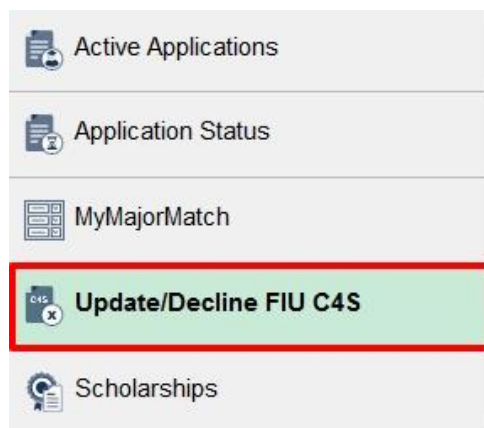 Active Applications
Application Status
MyMajorMatch
C4S Update/Decline FIU C4S
Scholarships